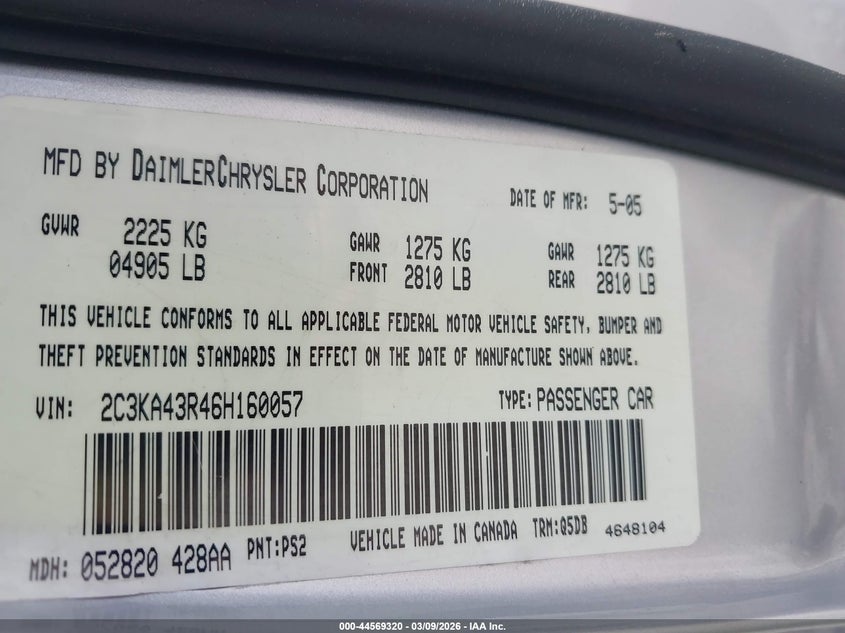 MFD BY DAIMLERCHRYSLER CORPORATION DATE OF MFR: 5-05
GVWR 2225 KG GAWR 1275 KG GAWR 1275 KG
04905 LB FRONT 2810 LB REAR 2810 LB
THIS VEHICLE CONFORMS TO ALL APPLICABLE FEDERAL MOTOR VEHICLE SAFETY, BUMPER AND
THEFT PREVENTION STANDARDS IN EFFECT ON THE DATE OF MANUFACTURE SHOWN ABOVE.
VIN: 2C3KA43R46H160057 TYPE: PASSENGER CAR
MDH: 052820 428AA PNT:PS2 VEHICLE MADE IN CANADA TRM:Q5DB 4648104
000-44569320 | 03/09/2026 | IAA Inc.